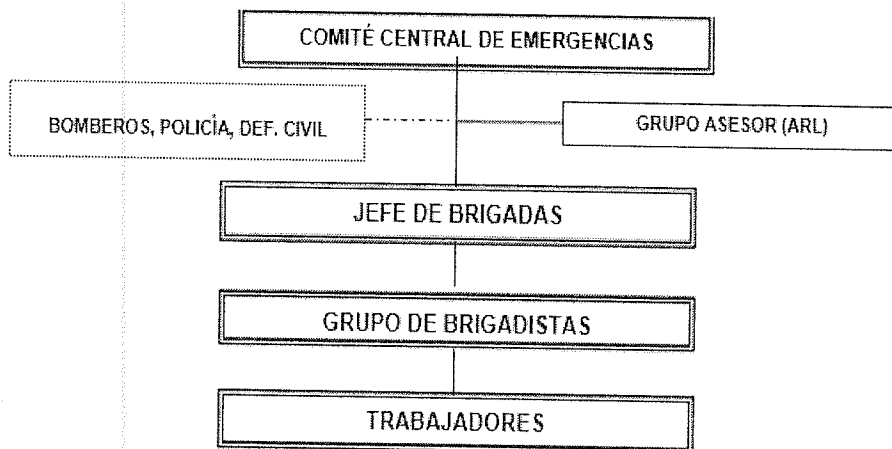 COMITÉ CENTRAL DE EMERGENCIAS
BOMBEROS, POLICÍA, DEF. CIVIL
GRUPO ASESOR (ARL)
JEFE DE BRIGADAS
GRUPO DE BRIGADISTAS
TRABAJADORES